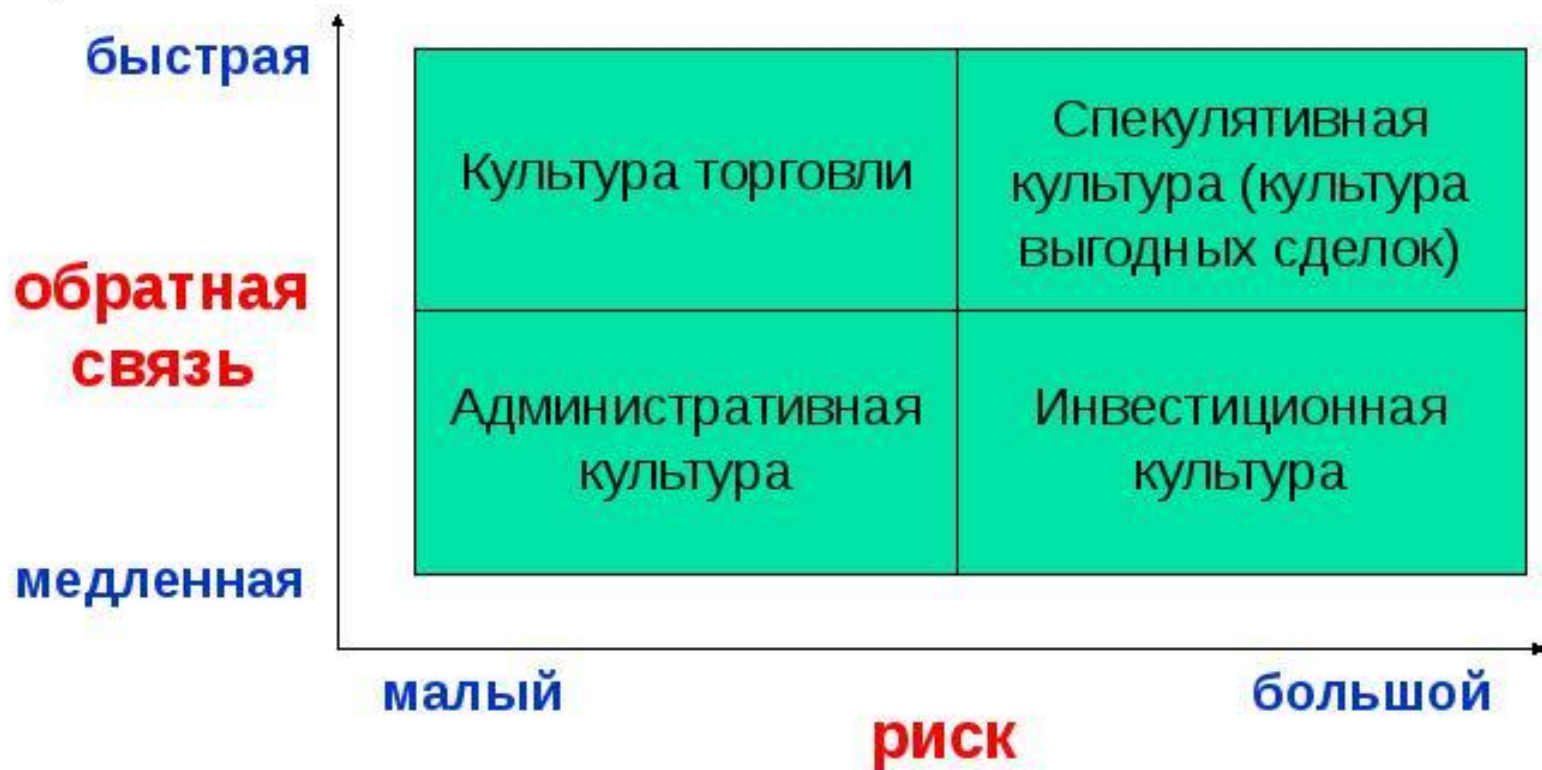 быстрая
Культура торговли
Спекулятивная
культура (культура
выгодных сделок)
обратная
связь
Административная
культура
Инвестиционная
культура
медленная
малый
большой
риск